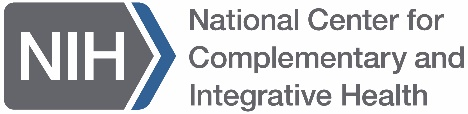 NIH
National Center for
Complementary and
Integrative Health